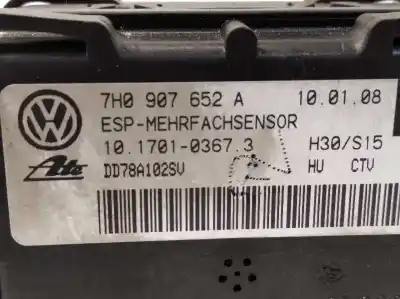 7H0 907 652 A 10.01.08
ESP-MEHRFACHSENSOR
10.1701-0367.3 H30/S15
Ate DD78A102SV HU CTV